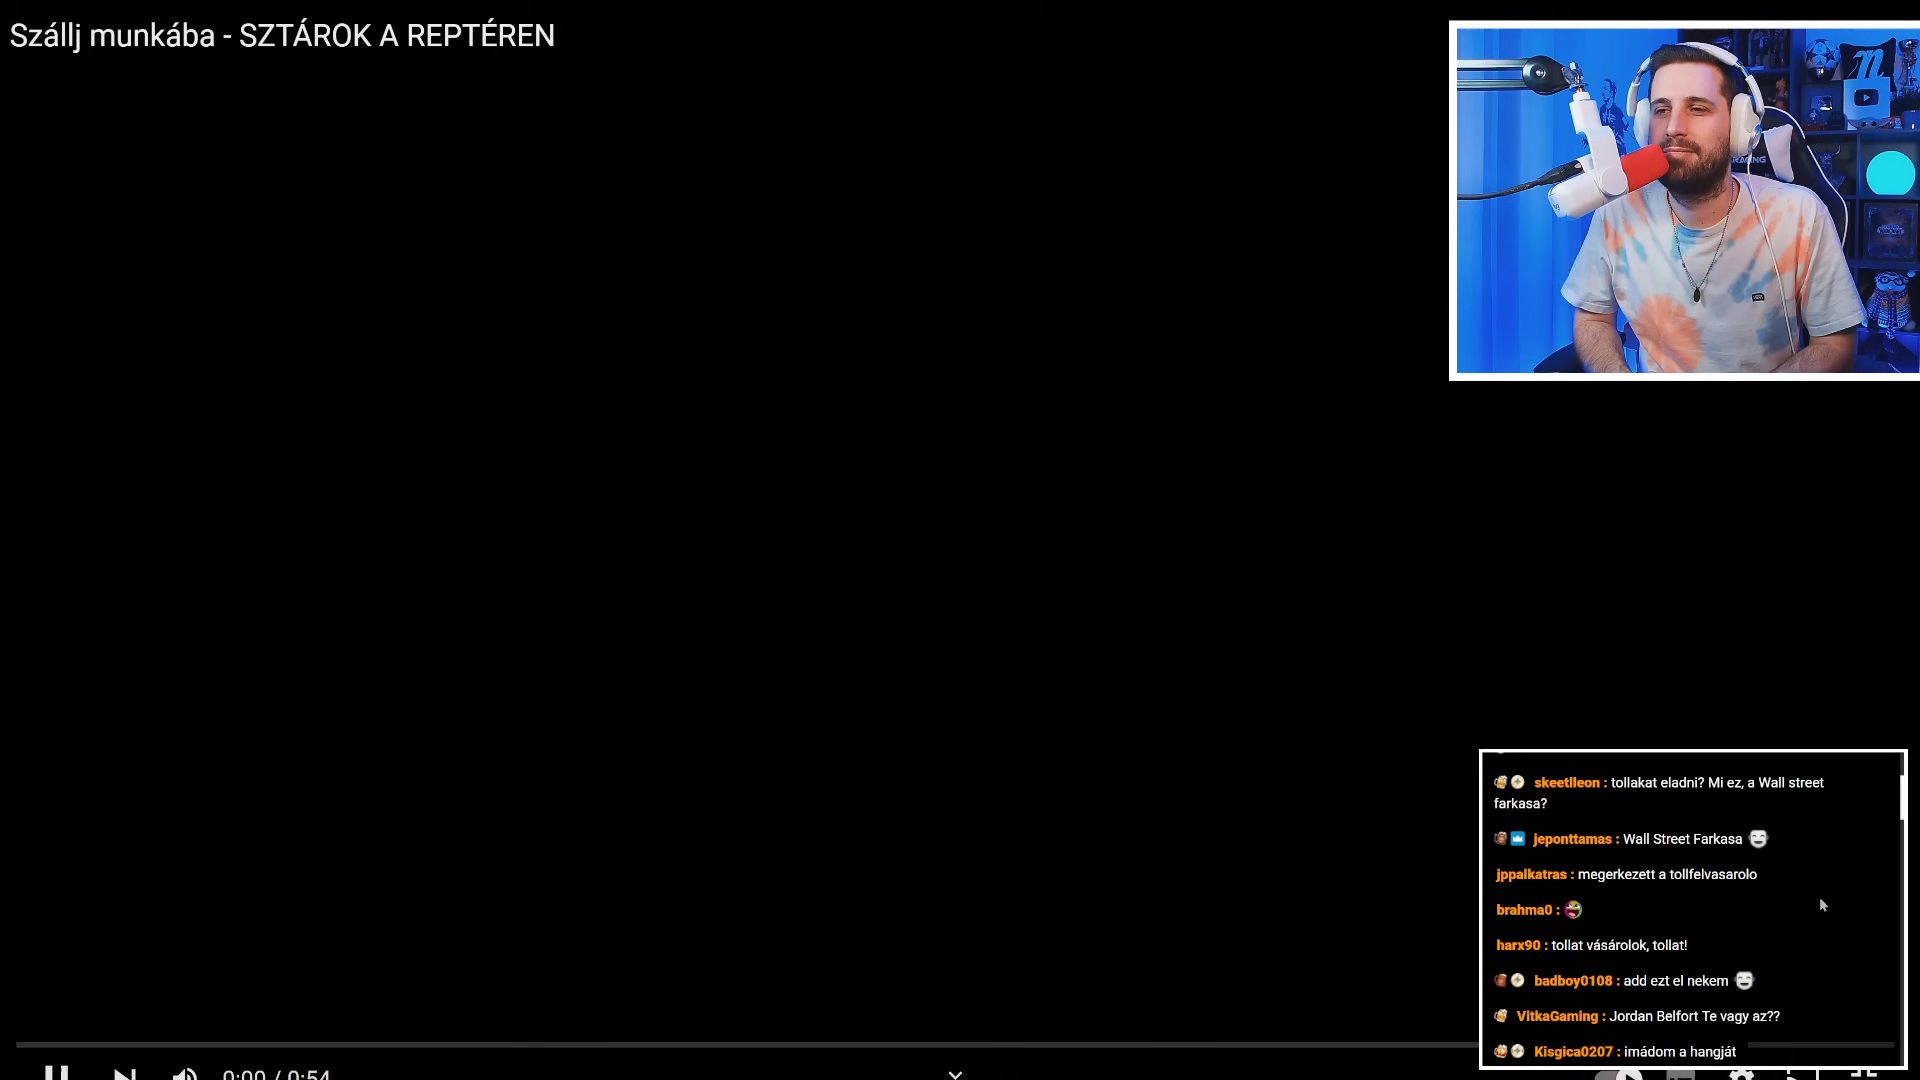 Szállj munkába - SZTÁROK A REPTÉREN
RACING
skeetlleon : tollakat eladni? Mi ez, a Wall street
farkasa?
jeponttamas : Wall Street Farkasa
jppalkatras : megerkezett a tollfelvasarolo
brahma0 :
harx90 : tollat vásárolok, tollat!
badboy0108 : add ezt el nekem
VitkaGaming : Jordan Belfort Te vagy az??
Kisgica0207 : imádom a hangját
0:00 / 0:54